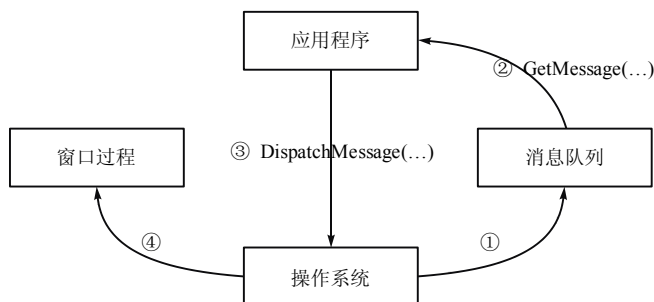 应用程序
② GetMessage(…)
③ DispatchMessage(…)
窗口过程
消息队列
④
①
操作系统